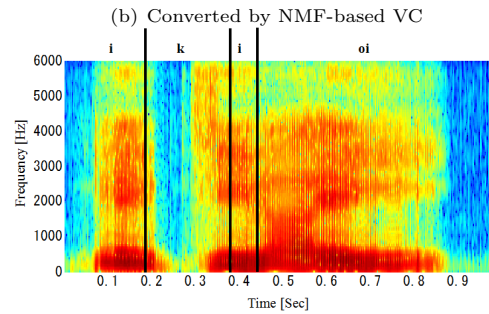 (b) Converted by NMF-based VC
i k i oi
6000
5000
4000
3000
2000
1000
0
Frequency [Hz]
0.1 0.2 0.3 0.4 0.5 0.6 0.7 0.8 0.9
Time [Sec]